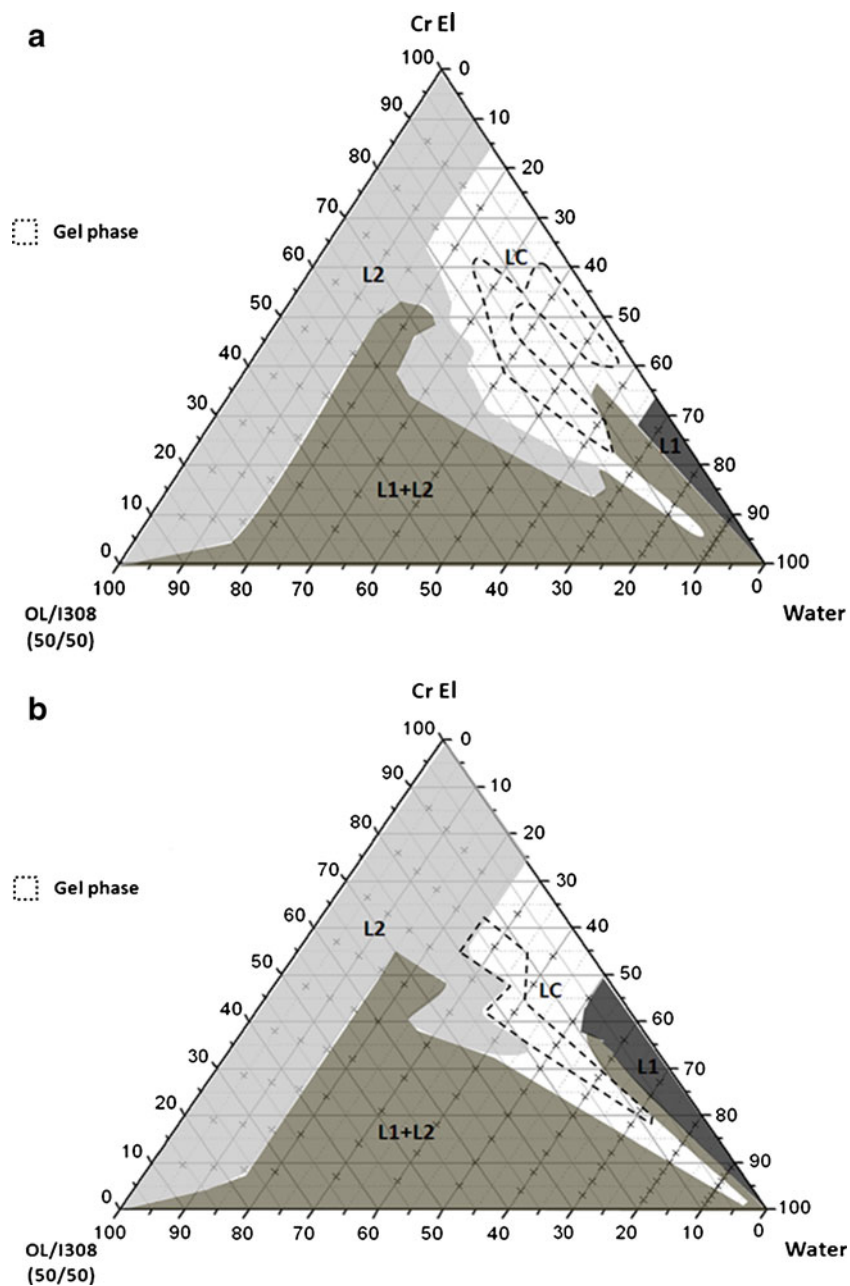 a
Cr El
100 0
90 10
80 20
70 30
Gel phase
60 LC 40
L2
50 50
40 60
30 70
L1
20 80
L1+L2
10 90
0 100
100 90 80 70 60 50 40 30 20 10 0
OL/I308 Water
(50/50)
b
Cr El
100 0
90 10
80 20
70 30
Gel phase
60 40
L2
50 LC 50
40 60
30 L1 70
20 80
L1+L2
10 90
0 100
100 90 80 70 60 50 40 30 20 10 0
OL/I308 Water
(50/50)